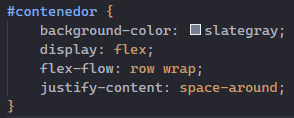 #contenedor {
    background-color: slategray;
    display: flex;
    flex-flow: row wrap;
    justify-content: space-around;
}